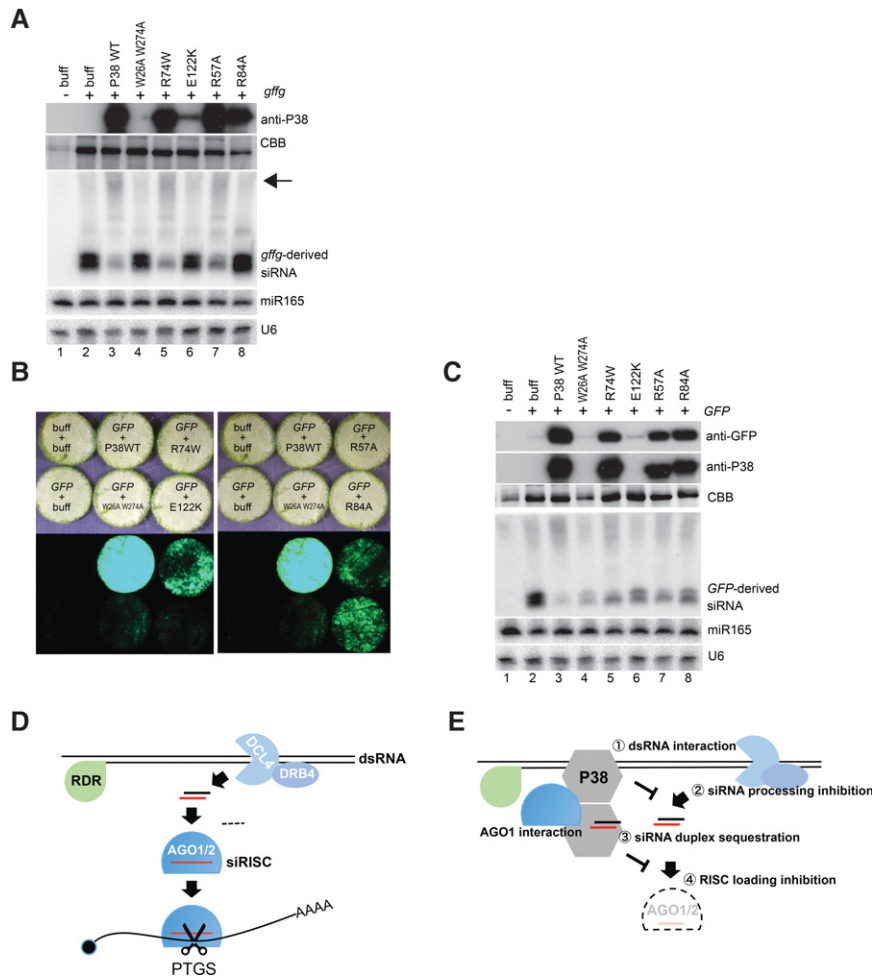 A
- buff
+ buff
+ P38 WT
+ W26A W274A
+ R74W
+ E122K
+ R57A
+ R84A
gffg
anti-P38
CBB
gffg-derived
siRNA
miR165
U6
1 2 3 4 5 6 7 8
B
buff
+
buff
GFP
+
P38WT
GFP
+
R74W
buff
+
buff
GFP
+
P38WT
GFP
+
R57A
GFP
+
buff
GFP
+
W26A W274A
GFP
+
E122K
GFP
+
buff
GFP
+
W26A W274A
GFP
+
R84A
C
- buff
+ buff
+ P38 WT
+ W26A W274A
+ R74W
+ E122K
+ R57A
+ R84A
GFP
anti-GFP
anti-P38
CBB
GFP-derived
siRNA
miR165
U6
1 2 3 4 5 6 7 8
D
RDR
DCL4
DRB4
dsRNA
AGO1/2
siRISC
AAAA
PTGS
E
① dsRNA interaction
P38
② siRNA processing inhibition
AGO1 interaction
③ siRNA duplex sequestration
④ RISC loading inhibition
AGO1/2